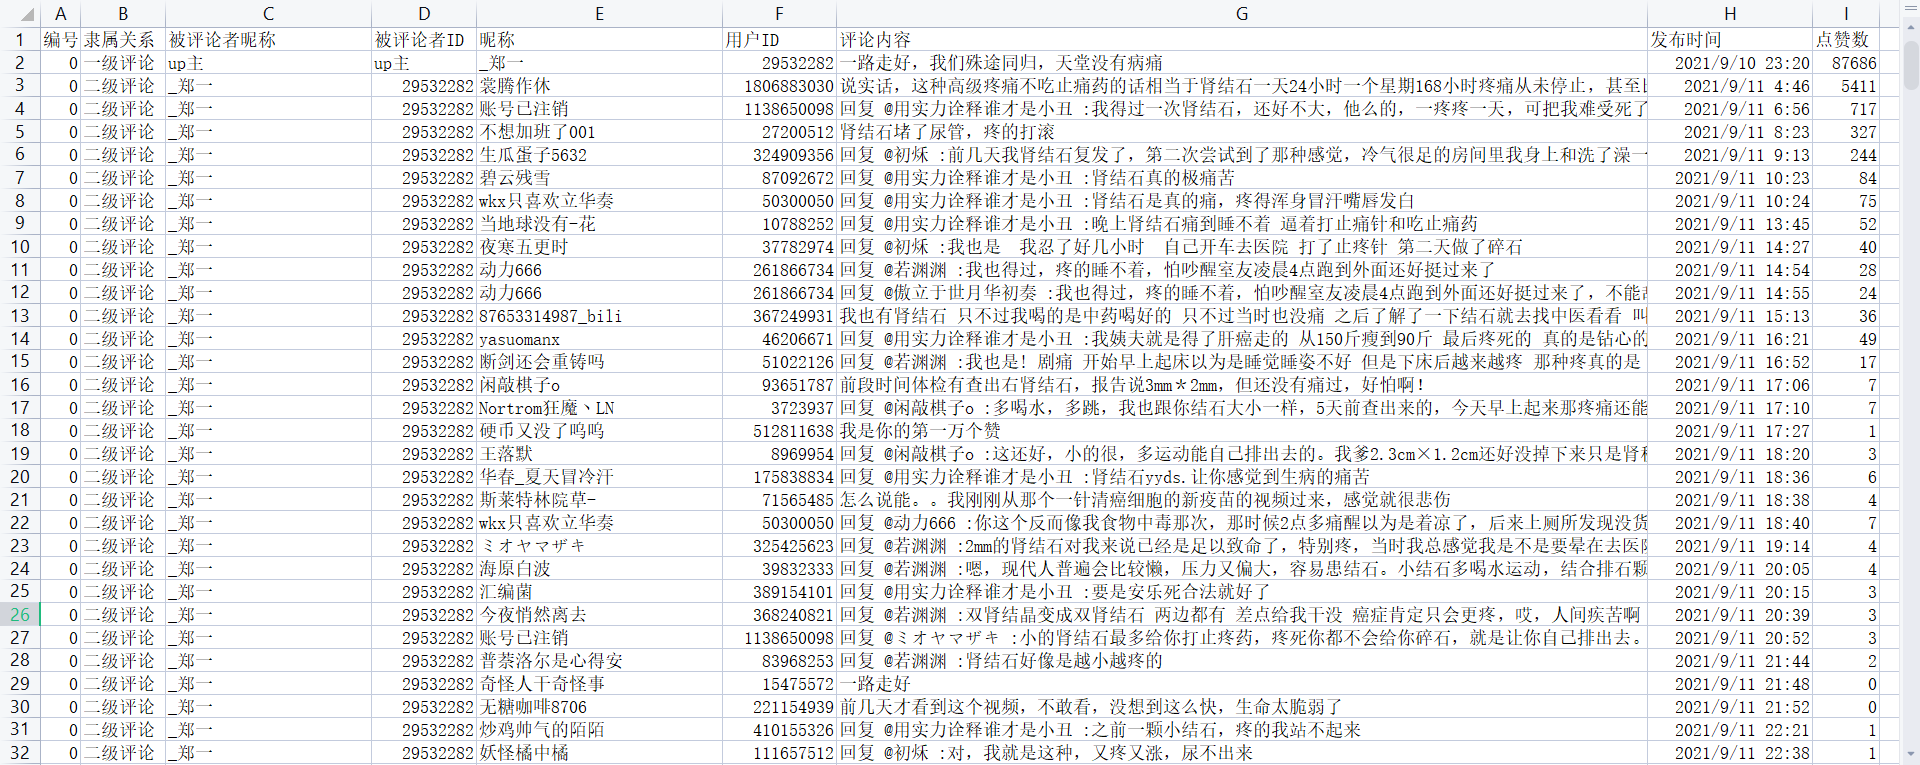 A B C D E F G H I
1 编号 隶属关系 被评论者昵称 被评论者ID 昵称 用户ID 评论内容 发布时间 点赞数
2 0 一级评论 up主 up主 _郑一 29532282 一路走好，我们殊途同归，天堂没有病痛 2021/9/10 23:20 87686
3 0 二级评论 _郑一 29532282 裳腾作休 1806883030 说实话，这种高级疼痛不吃止痛药的话相当于肾结石一天24小时一个星期168小时疼痛从未停止，甚至 2021/9/11 4:46 5411
4 0 二级评论 _郑一 29532282 账号已注销 1138650098 回复 @用实力诠释谁才是小丑 :我得过一次肾结石，还好不大，他么的，一疼疼一天，可把我难受死了 2021/9/11 6:56 717
5 0 二级评论 _郑一 29532282 不想加班了001 27200512 肾结石堵了尿管，疼的打滚 2021/9/11 8:23 327
6 0 二级评论 _郑一 29532282 生瓜蛋子5632 324909356 回复 @初烁 :前几天我肾结石复发了，第二次尝试到了那种感觉，冷气很足的房间里我身上和洗了澡一 2021/9/11 9:13 244
7 0 二级评论 _郑一 29532282 碧云残雪 87092672 回复 @用实力诠释谁才是小丑 :肾结石真的极痛苦 2021/9/11 10:23 84
8 0 二级评论 _郑一 29532282 wkx只喜欢立华奏 50300050 回复 @用实力诠释谁才是小丑 :肾结石是真的痛，疼得浑身冒汗嘴唇发白 2021/9/11 10:24 75
9 0 二级评论 _郑一 29532282 当地球没有-花 10788252 回复 @用实力诠释谁才是小丑 :晚上肾结石痛到睡不着 逼着打止痛针和吃止痛药 2021/9/11 13:45 52
10 0 二级评论 _郑一 29532282 夜寒五更时 37782974 回复 @初烁 :我也是  我忍了好几小时  自己开车去医院 打了止疼针 第二天做了碎石 2021/9/11 14:27 40
11 0 二级评论 _郑一 29532282 动力666 261866734 回复 @若渊渊 :我也得过，疼的睡不着，怕吵醒室友凌晨4点跑到外面还好挺过来了 2021/9/11 14:54 28
12 0 二级评论 _郑一 29532282 动力666 261866734 回复 @傲立于世月华初奏 :我也得过，疼的睡不着，怕吵醒室友凌晨4点跑到外面还好挺过来了，不能 2021/9/11 14:55 24
13 0 二级评论 _郑一 29532282 87653314987_bili 367249931 我也有肾结石 只不过我喝的是中药喝好的 只不过当时也没痛 之后了解了一下结石就去找中医看看 叫 2021/9/11 15:13 36
14 0 二级评论 _郑一 29532282 yasuomanx 46206671 回复 @用实力诠释谁才是小丑 :我姨夫就是得了肝癌走的 从150斤瘦到90斤 最后疼死的 真的是钻心的 2021/9/11 16:21 49
15 0 二级评论 _郑一 29532282 断剑还会重铸吗 51022126 回复 @若渊渊 :我也是! 剧痛 开始早上起床以为是睡觉睡姿不好 但是下床后越来越疼 那种疼真的是 2021/9/11 16:52 17
16 0 二级评论 _郑一 29532282 闲敲棋子o 93651787 前段时间体检有查出右肾结石，报告说3mm＊2mm，但还没有痛过，好怕啊！ 2021/9/11 17:06 7
17 0 二级评论 _郑一 29532282 Nortrom狂魔丶LN 3723937 回复 @闲敲棋子o :多喝水，多跳，我也跟你结石大小一样，5天前查出来的，今天早上起来那疼痛还能 2021/9/11 17:10 7
18 0 二级评论 _郑一 29532282 硬币又没了呜呜 512811638 我是你的第一万个赞 2021/9/11 17:27 1
19 0 二级评论 _郑一 29532282 王落默 8969954 回复 @闲敲棋子o :这还好，小的很，多运动能自己排出去的。我爹2.3cm×1.2cm还好没掉下来只是肾 2021/9/11 18:20 3
20 0 二级评论 _郑一 29532282 华春_夏天冒冷汗 175838834 回复 @用实力诠释谁才是小丑 :肾结石yyds.让你感觉到生病的痛苦 2021/9/11 18:36 6
21 0 二级评论 _郑一 29532282 斯莱特林院草- 71565485 怎么说能。。我刚刚从那个一针清癌细胞的新疫苗的视频过来，感觉就很悲伤 2021/9/11 18:38 4
22 0 二级评论 _郑一 29532282 wkx只喜欢立华奏 50300050 回复 @动力666 :你这个反而像我食物中毒那次，那时候2点多痛醒以为是着凉了，后来上厕所发现没货 2021/9/11 18:40 7
23 0 二级评论 _郑一 29532282 ミオヤマザキ 325425623 回复 @若渊渊 :2mm的肾结石对我来说已经是足以致命了，特别疼，当时我总感觉我是不是要晕在去医院 2021/9/11 19:14 4
24 0 二级评论 _郑一 29532282 海原白波 39832333 回复 @若渊渊 :嗯，现代人普遍会比较懒，压力又偏大，容易患结石。小结石多喝水运动，结合排石颗 2021/9/11 20:05 4
25 0 二级评论 _郑一 29532282 汇编菌 389154101 回复 @用实力诠释谁才是小丑 :要是安乐死合法就好了 2021/9/11 20:15 3
26 0 二级评论 _郑一 29532282 今夜悄然离去 368240821 回复 @若渊渊 :双肾结晶变成双肾结石 两边都有 差点给我干没 癌症肯定只会更疼，哎，人间疾苦啊 2021/9/11 20:39 3
27 0 二级评论 _郑一 29532282 账号已注销 1138650098 回复 @ミオヤマザキ :小的肾结石最多给你打止疼药，疼死你都不会给你碎石，就是让你自己排出去。 2021/9/11 20:52 3
28 0 二级评论 _郑一 29532282 普萘洛尔是心得安 83968253 回复 @若渊渊 :肾结石好像是越小越疼的 2021/9/11 21:44 2
29 0 二级评论 _郑一 29532282 奇怪人干奇怪事 15475572 一路走好 2021/9/11 21:48 0
30 0 二级评论 _郑一 29532282 无糖咖啡8706 221154939 前几天才看到这个视频，不敢看，没想到这么快，生命太脆弱了 2021/9/11 21:52 0
31 0 二级评论 _郑一 29532282 炒鸡帅气的陌陌 410155326 回复 @用实力诠释谁才是小丑 :之前一颗小结石，疼的我站不起来 2021/9/11 22:21 1
32 0 二级评论 _郑一 29532282 妖怪橘中橘 111657512 回复 @初烁 :对，我就是这种，又疼又涨，尿不出来 2021/9/11 22:38 1